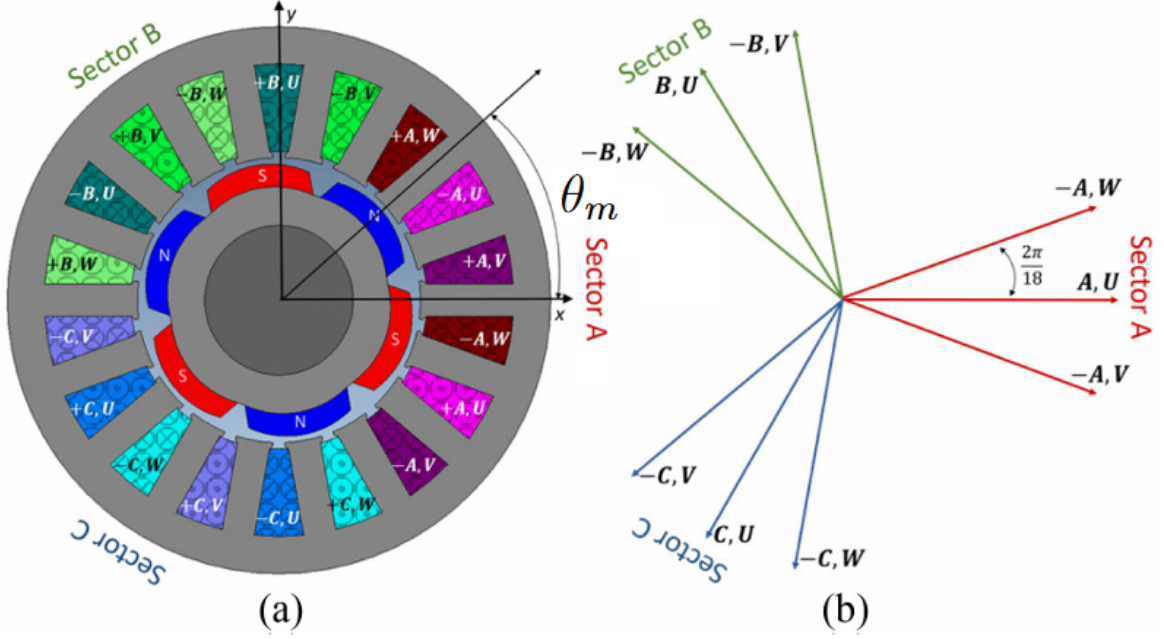 Sector B
y
+B, U
-B, V
-B, W
+A, W
+B, V
-A, U
-B, U
+A, V
+B, W
x
-C, V
-A, W
+C, U
+A, U
-C, W
-A, V
+C, V
-C, U
+C, W
S
N
N
S
S
N
θm
Sector A
Sector C
(a)
Sector B
-B, V
B, U
-B, W
-A, W
2π
18
A, U
-A, V
Sector A
-C, V
C, U
-C, W
Sector C
(b)